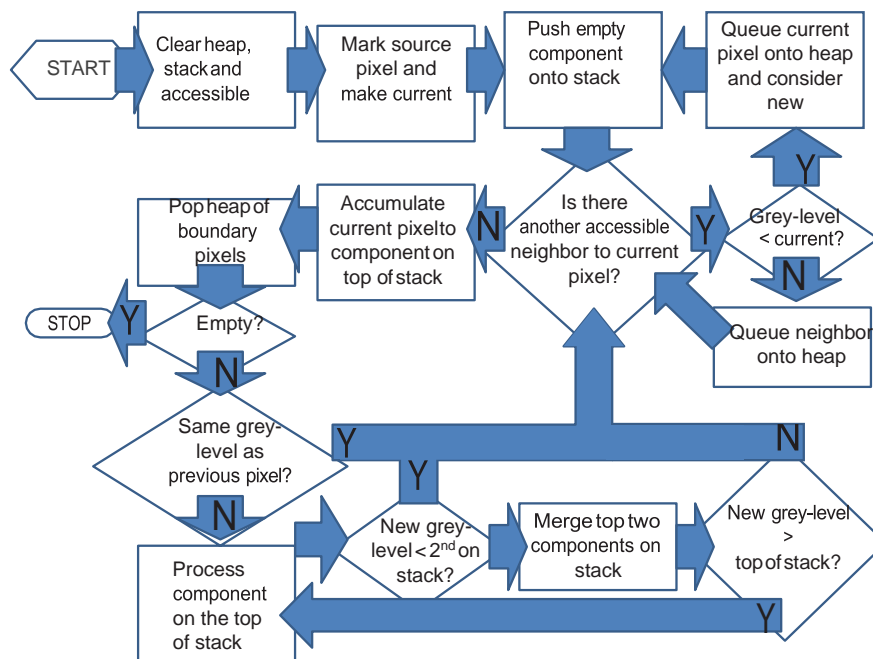 START
Clear heap,
stack and
accessible
Mark source
pixel and
make current
Push empty
component
onto stack
Queue current
pixel onto heap
and consider
new
Y
Pop heap of
boundary
pixels
Accumulate
current pixel to
component on
top of stack
N
Is there
another accessible
neighbor to current
pixel?
Y
Grey-level
< current?
N
STOP
Y
Empty?
Queue neighbor
onto heap
N
Same grey-
level as
previous pixel?
Y
N
N
Y
New grey-
level < 2nd on
stack?
Merge top two
components on
stack
New grey-level
>
top of stack?
Process
component
on the top
of stack
Y